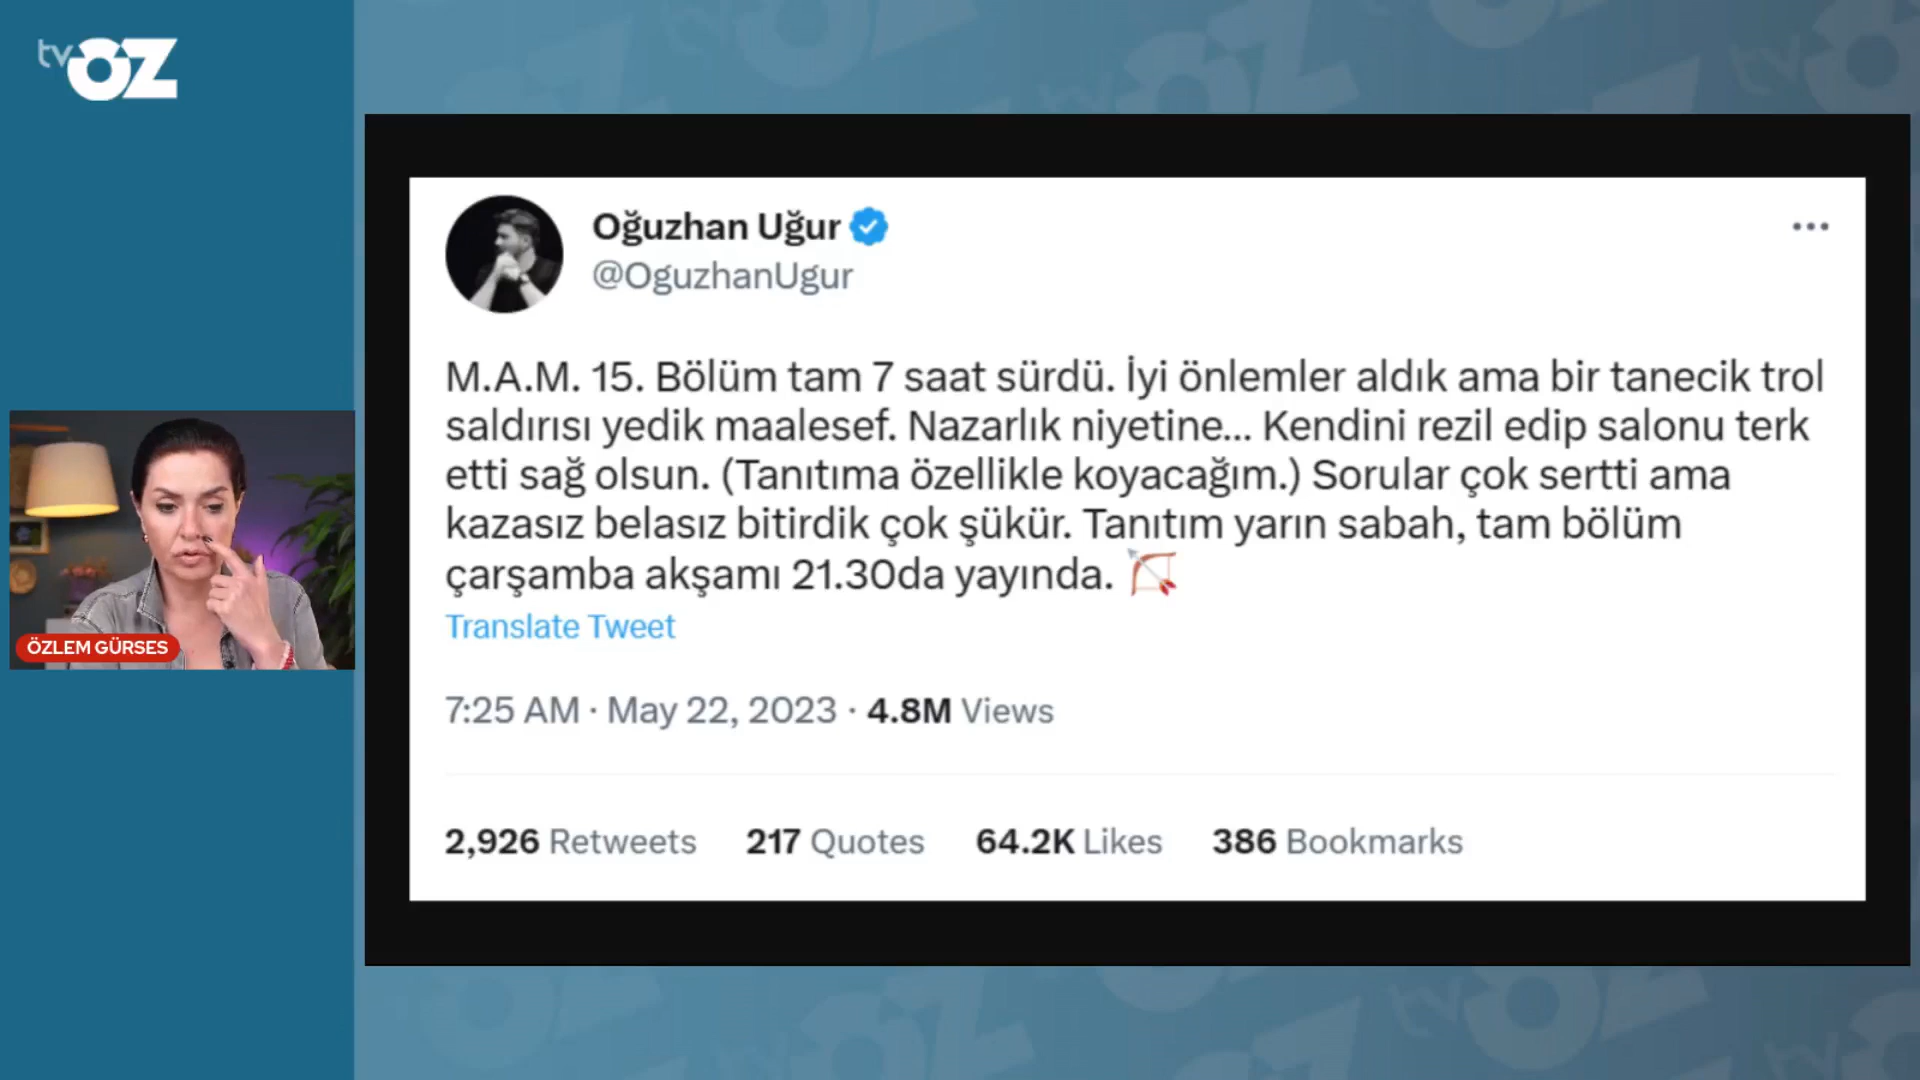 tvÖZ
Oğuzhan Uğur
@OguzhanUgur
M.A.M. 15. Bölüm tam 7 saat sürdü. İyi önlemler aldık ama bir tanecik trol
saldırısı yedik maalesef. Nazarlık niyetine... Kendini rezil edip salonu terk
etti sağ olsun. (Tanıtıma özellikle koyacağım.) Sorular çok sertti ama
kazasız belasız bitirdik çok şükür. Tanıtım yarın sabah, tam bölüm
çarşamba akşamı 21.30da yayında.
Translate Tweet
7:25 AM · May 22, 2023 · 4.8M Views
2,926 Retweets 217 Quotes 64.2K Likes 386 Bookmarks
ÖZLEM GÜRSES